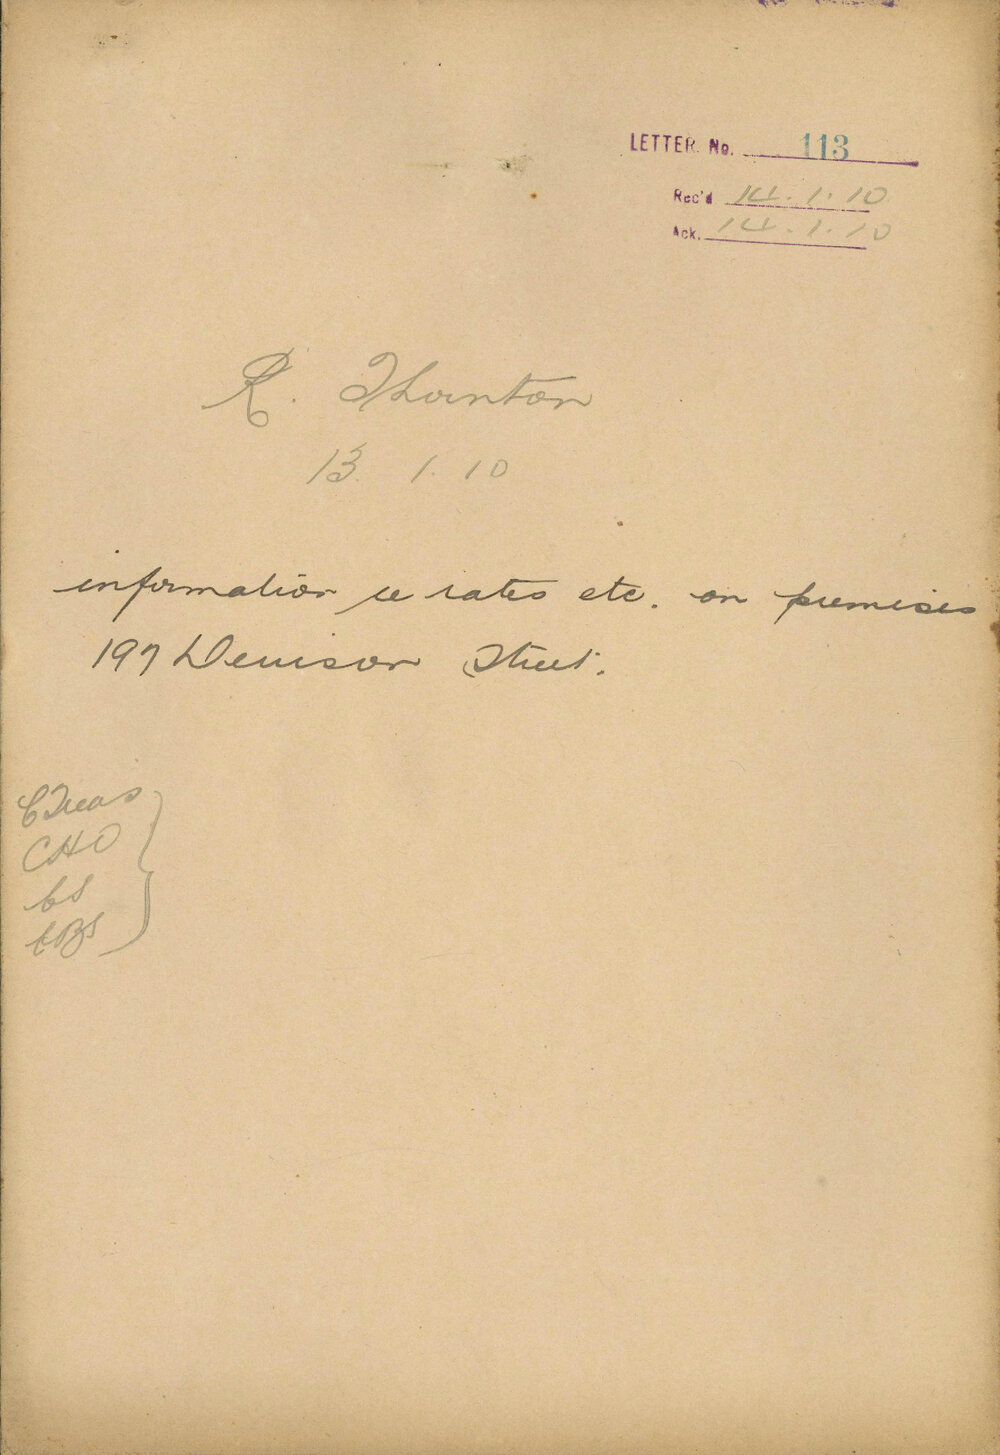 LETTER No. 113
Rec'd 14.1.10
Ack. 14.1.10
R. Thornton
13. 1. 10
information re rates etc. on premises
197 Denison Street.
CTreas
CHO
CS
CBS